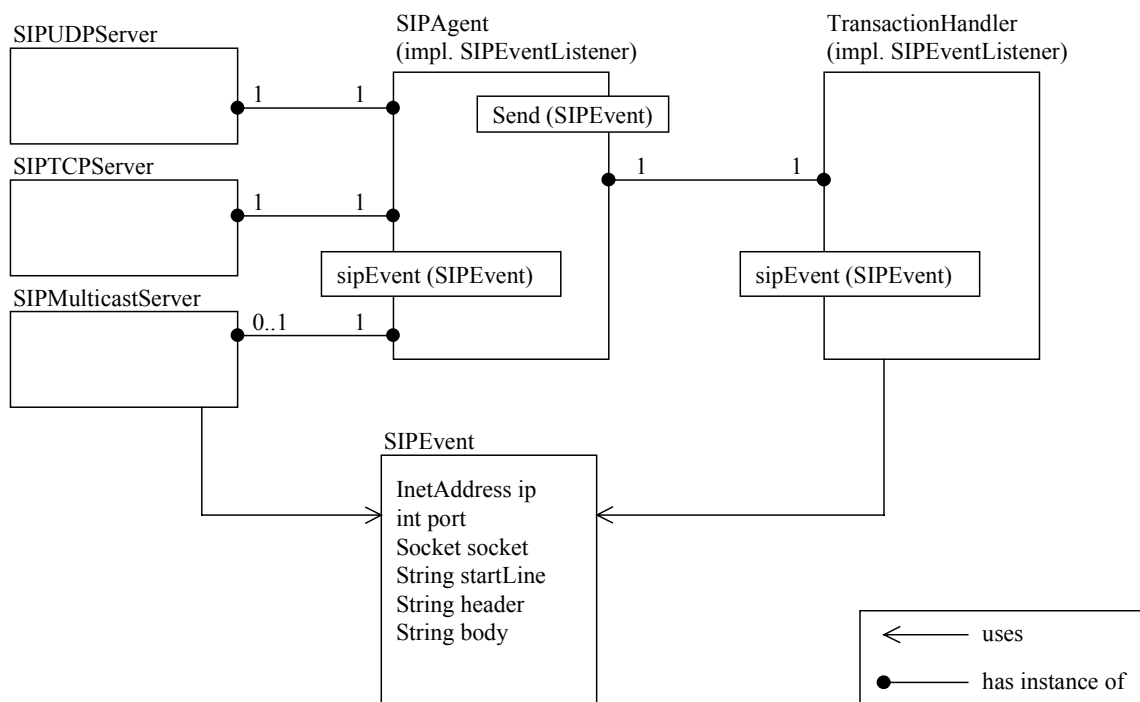 SIPUDPServer
SIPAgent
(impl. SIPEventListener)
TransactionHandler
(impl. SIPEventListener)
1 1
Send (SIPEvent)
SIPTCPServer
1 1
1 1
sipEvent (SIPEvent)
sipEvent (SIPEvent)
SIPMulticastServer
0..1 1
SIPEvent
InetAddress ip
int port
Socket socket
String startLine
String header
String body
uses
has instance of